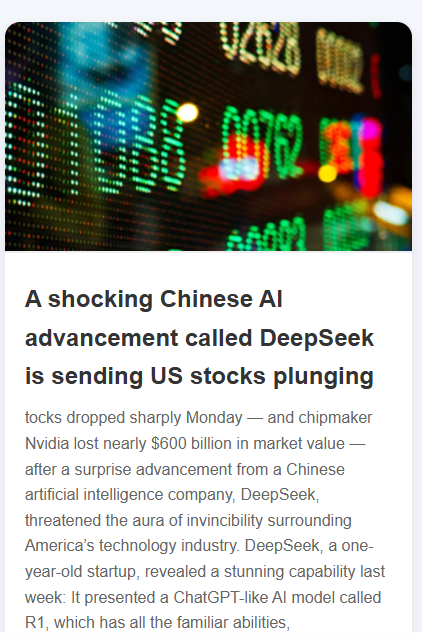 A shocking Chinese AI
advancement called DeepSeek
is sending US stocks plunging
tocks dropped sharply Monday — and chipmaker
Nvidia lost nearly $600 billion in market value —
after a surprise advancement from a Chinese
artificial intelligence company, DeepSeek,
threatened the aura of invincibility surrounding
America’s technology industry. DeepSeek, a one-
year-old startup, revealed a stunning capability last
week: It presented a ChatGPT-like AI model called
R1, which has all the familiar abilities,